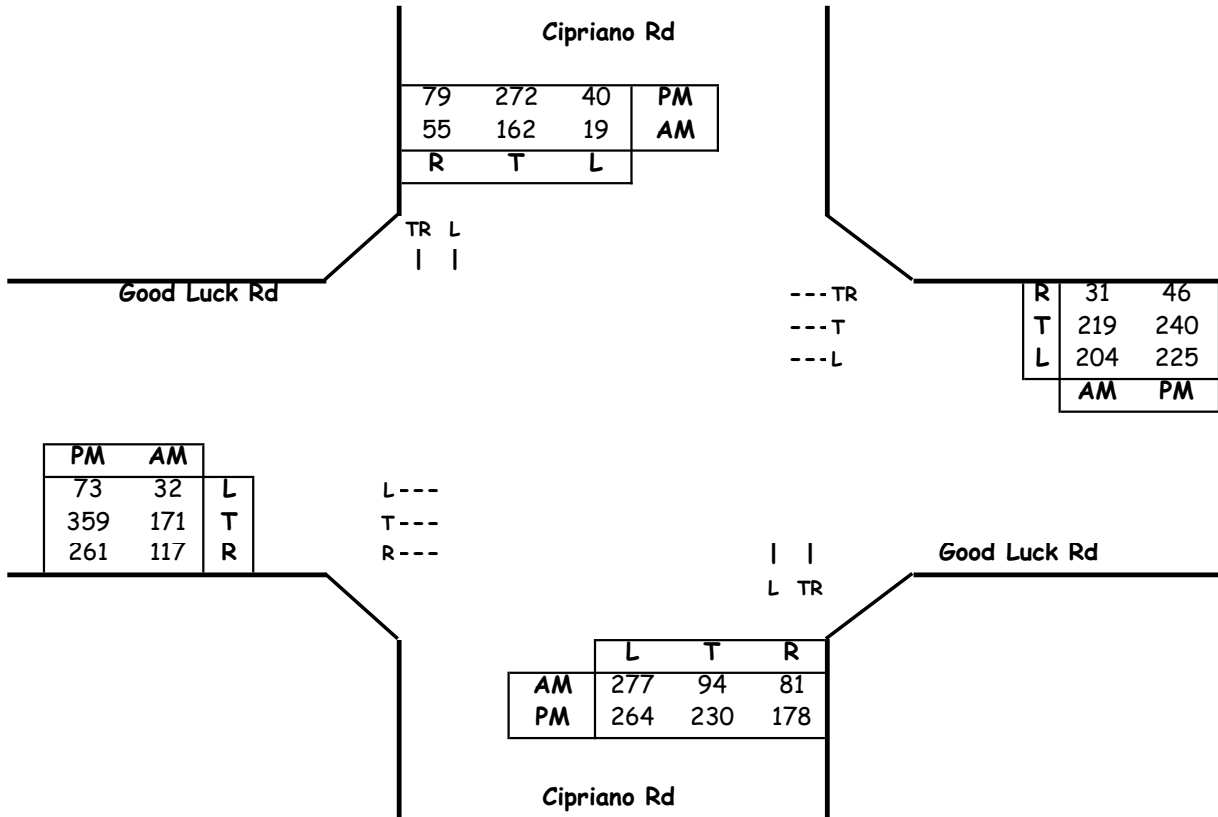 Cipriano Rd
79 272 40 PM
55 162 19 AM
R T L
TR L
Good Luck Rd
TR
T
L
R 31 46
T 219 240
L 204 225
AM PM
PM AM
73 32 L
359 171 T
261 117 R
L
T
R
L TR
Good Luck Rd
L T R
AM 277 94 81
PM 264 230 178
Cipriano Rd